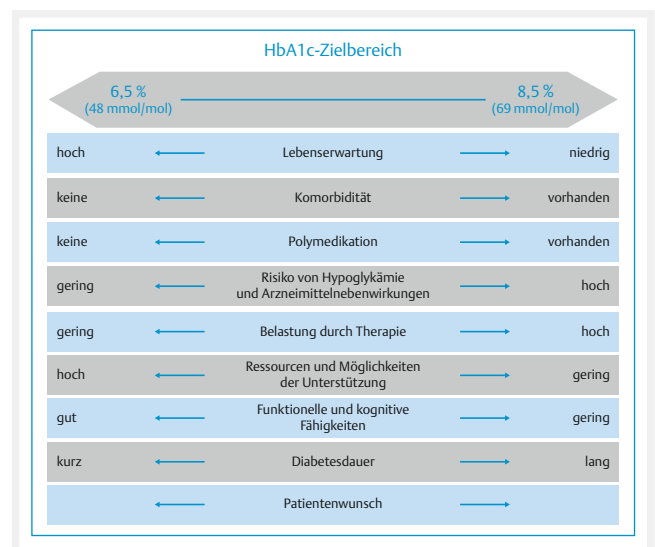 HbA1c-Zielbereich
6,5 % 8,5 %
(48 mmol/mol) (69 mmol/mol)
hoch Lebenserwartung niedrig
keine Komorbidität vorhanden
keine Polymedikation vorhanden
gering Risiko von Hypoglykämie
und Arzneimittelnebenwirkungen hoch
gering Belastung durch Therapie hoch
hoch Ressourcen und Möglichkeiten
der Unterstützung gering
gut Funktionelle und kognitive
Fähigkeiten gering
kurz Diabetesdauer lang
Patientenwunsch